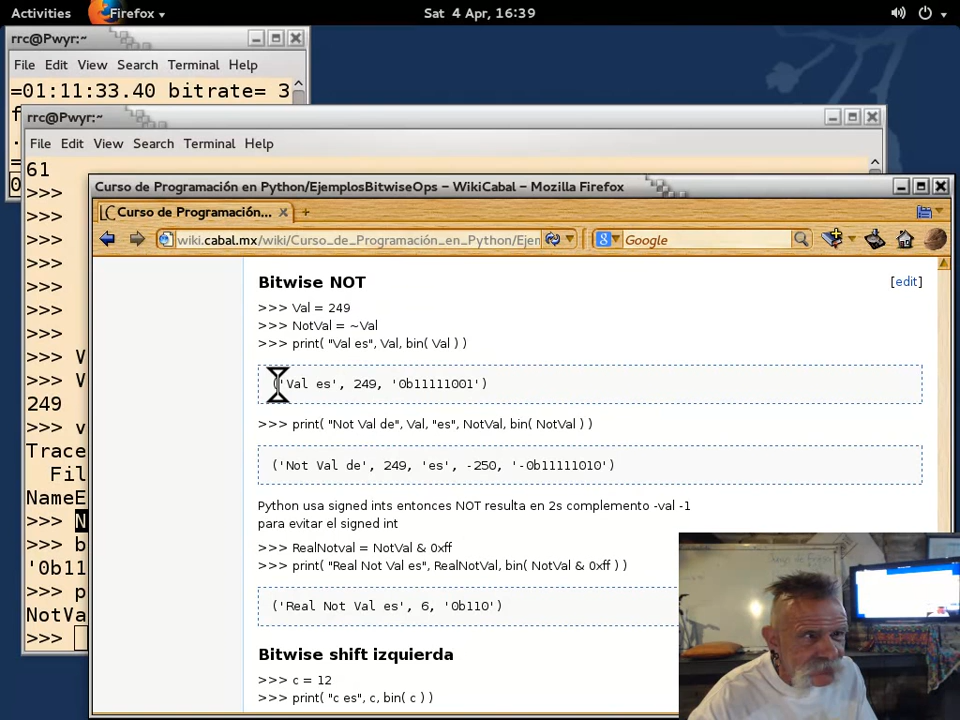 Activities Firefox Sat 4 Apr, 16:39
rrc@Pwyr:~
File Edit View Search Terminal Help
=01:11:33.40 bitrate= 3
f
.
=
0
rrc@Pwyr:~
File Edit View Search Terminal Help
61
>>>
>>>
>>>
>>>
>>>
>>>
>>>
>>> V
>>> V
249
>>> v
Trace
Fil
NameE
>>> N
>>> b
'0b11
>>> p
NotVa
>>>
Curso de Programación en Python/EjemplosBitwiseOps – WikiCabal – Mozilla Firefox
Curso de Programación...
wiki.cabal.mx/wiki/Curso_de_Programación_en_Python/Ejen
Google
Bitwise NOT [edit]
>>> Val = 249
>>> NotVal = ~Val
>>> print( "Val es", Val, bin( Val ) )
('Val es', 249, '0b11111001')
>>> print( "Not Val de", Val, "es", NotVal, bin( NotVal ) )
('Not Val de', 249, 'es', -250, '-0b11111010')
Python usa signed ints entonces NOT resulta en 2s complemento -val -1
para evitar el signed int
>>> RealNotval = NotVal & 0xff
>>> print( "Real Not Val es", RealNotVal, bin( NotVal & 0xff ) )
('Real Not Val es', 6, '0b110')
Bitwise shift izquierda
>>> c = 12
>>> print( "c es", c, bin( c ) )